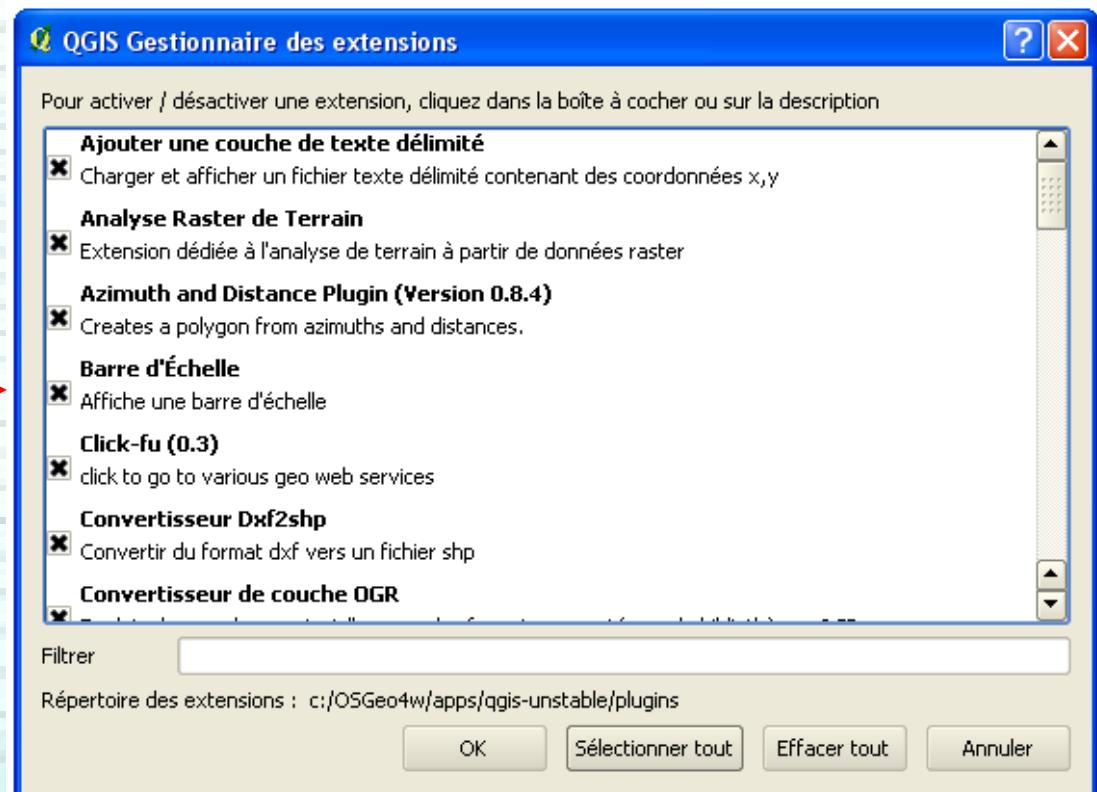 QGIS Gestionnaire des extensions
Pour activer / désactiver une extension, cliquez dans la boîte à cocher ou sur la description
Ajouter une couche de texte délimité
Charger et afficher un fichier texte délimité contenant des coordonnées x,y
Analyse Raster de Terrain
Extension dédiée à l'analyse de terrain à partir de données raster
Azimuth and Distance Plugin (Version 0.8.4)
Creates a polygon from azimuths and distances.
Barre d'Échelle
Affiche une barre d'échelle
Click-fu (0.3)
click to go to various geo web services
Convertisseur Dxf2shp
Convertir du format dxf vers un fichier shp
Convertisseur de couche OGR
Filtrer
Répertoire des extensions : c:/OSGeo4w/apps/qgis-unstable/plugins
OK
Sélectionner tout
Effacer tout
Annuler